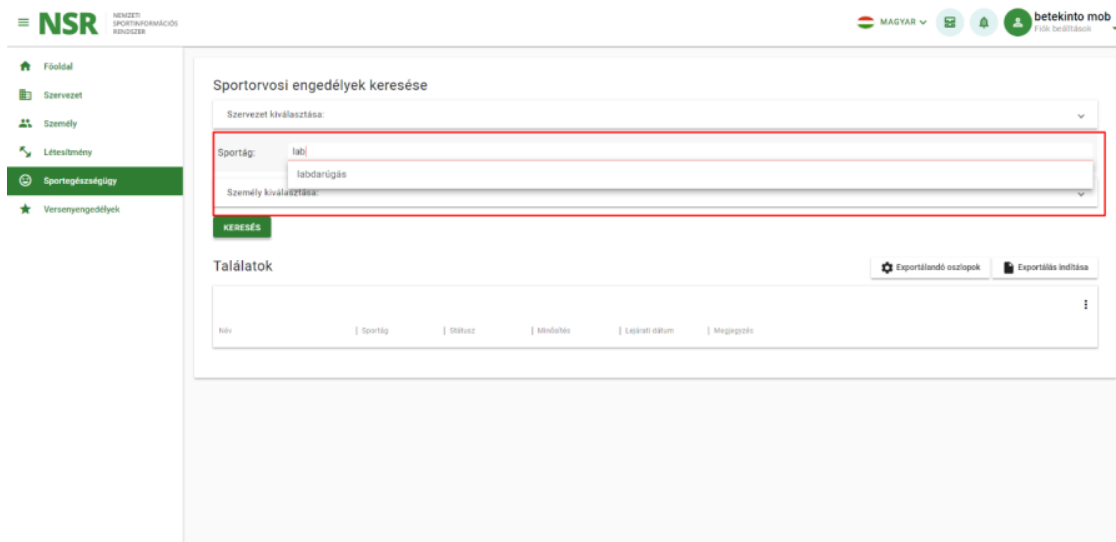 NSR
NEMZETI
SPORTINFORMÁCIÓS
RENDSZER
MAGYAR
betekinto mob
Fiók beállítások
Főoldal
Szervezet
Személy
Létesítmény
Sportegészségügy
Versenyengedélyek
Sportorvosi engedélyek keresése
Szervezet kiválasztása:
Sportág: lab
labdarúgás
Személy kiválasztása:
KERESÉS
Találatok
Exportálandó oszlopok Exportálás indítása
Név | Sportág | Státusz | Minősítés | Lejárati dátum | Megjegyzés